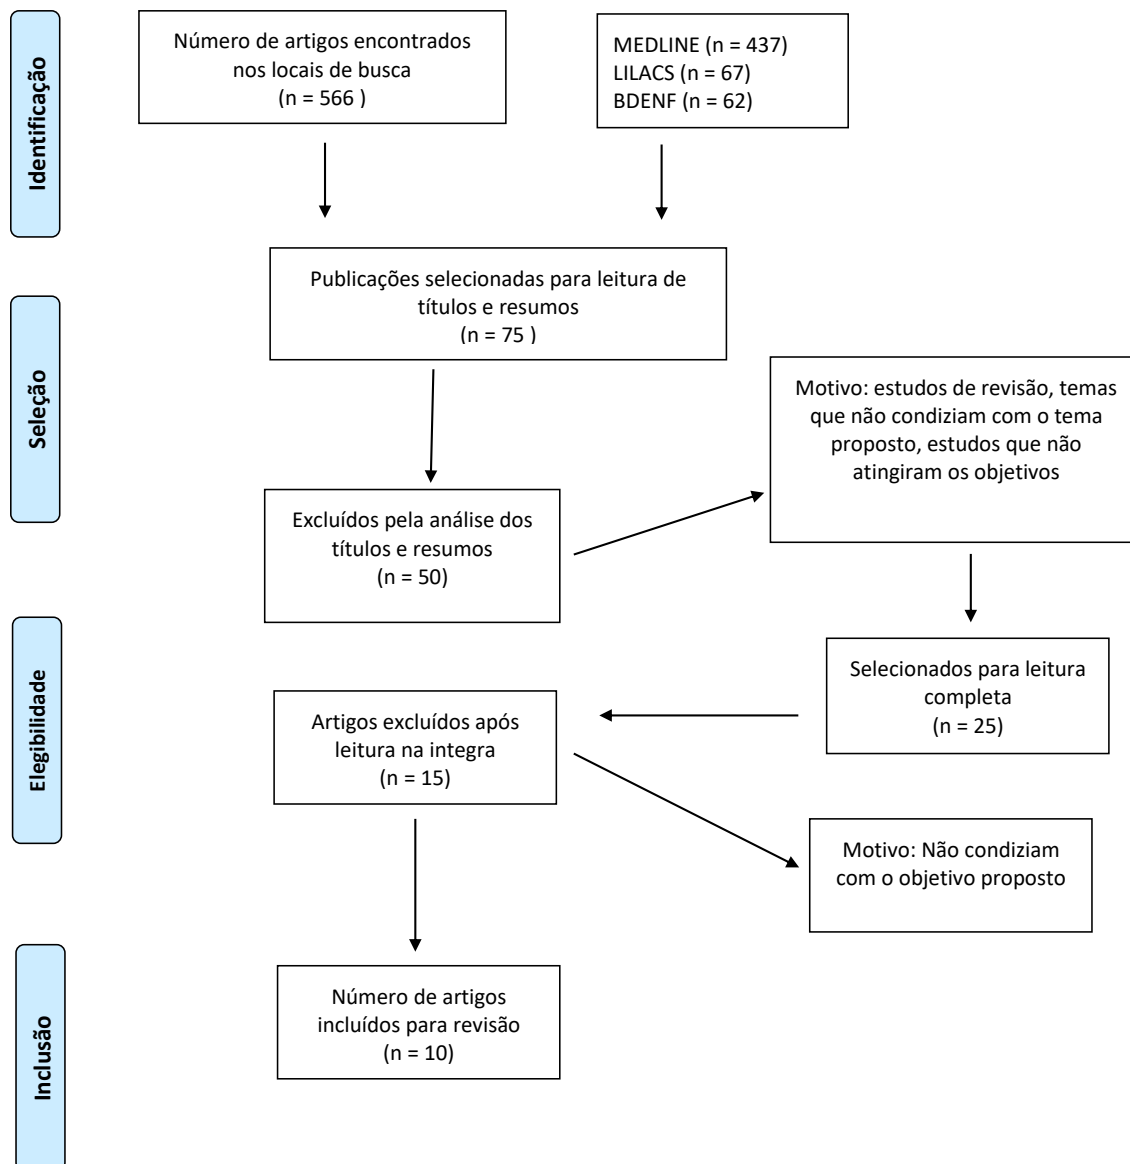 Identificação
Número de artigos encontrados
nos locais de busca
(n = 566 )
MEDLINE (n = 437)
LILACS (n = 67)
BDENF (n = 62)
Seleção
Publicações selecionadas para leitura de
títulos e resumos
(n = 75 )
Excluídos pela análise dos
títulos e resumos
(n = 50)
Motivo: estudos de revisão, temas
que não condiziam com o tema
proposto, estudos que não
atingiram os objetivos
Elegibilidade
Selecionados para leitura
completa
(n = 25)
Artigos excluídos após
leitura na integra
(n = 15)
Motivo: Não condiziam
com o objetivo proposto
Inclusão
Número de artigos
incluídos para revisão
(n = 10)